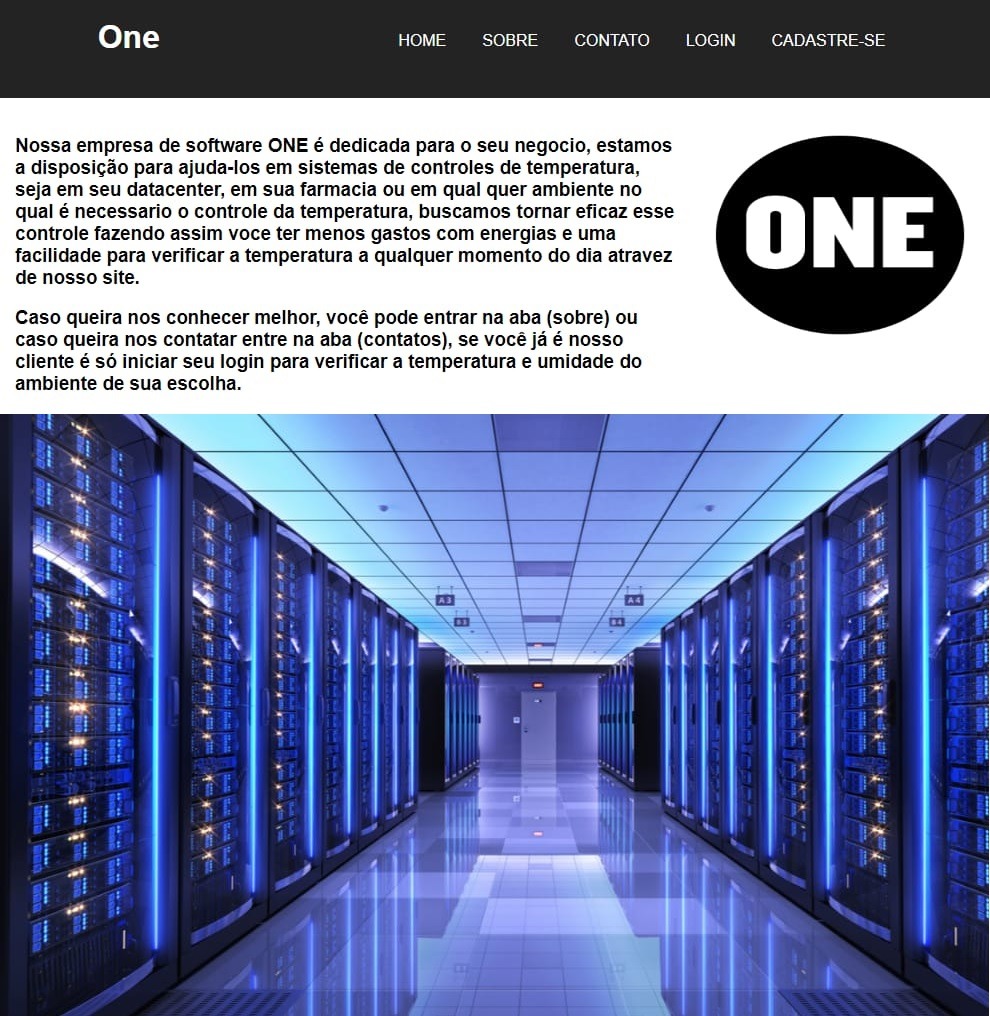 One
HOME SOBRE CONTATO LOGIN CADASTRE-SE
Nossa empresa de software ONE é dedicada para o seu negocio, estamos
a disposição para ajuda-los em sistemas de controles de temperatura,
seja em seu datacenter, em sua farmacia ou em qual quer ambiente no
qual é necessario o controle da temperatura, buscamos tornar eficaz esse
controle fazendo assim voce ter menos gastos com energias e uma
facilidade para verificar a temperatura a qualquer momento do dia atravez
de nosso site.
ONE
Caso queira nos conhecer melhor, você pode entrar na aba (sobre) ou
caso queira nos contatar entre na aba (contatos), se você já é nosso
cliente é só iniciar seu login para verificar a temperatura e umidade do
ambiente de sua escolha.
A3
A4
B3
B4